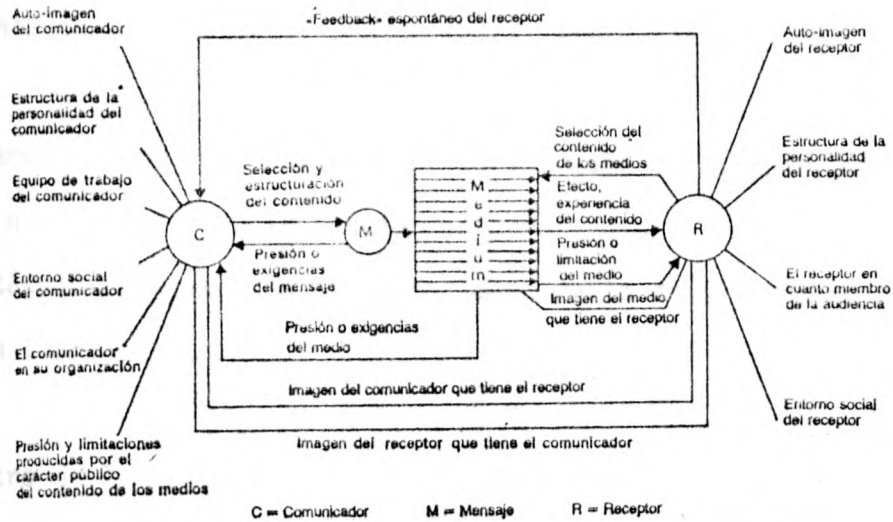 «Feedback» espontáneo del receptor
Auto-imagen
del comunicador
Estructura de la
personalidad del
comunicador
Equipo de trabajo
del comunicador
Entorno social
del comunicador
El comunicador
en su organización
Presión y limitaciones
producidas por el
carácter público
del contenido de los medios
C
Selección y
estructuración
del contenido
M
Presión o
exigencias
del mensaje
Presión o exigencias
del medio
Medium
Selección del
contenido
de los medios
Efecto,
experiencia
del contenido
Presión o
limitación
del medio
Imagen del medio
que tiene el receptor
R
Imagen del comunicador que tiene el receptor
Imagen del receptor que tiene el comunicador
Auto-imagen
del receptor
Estructura de la
personalidad
del receptor
El receptor en
cuanto miembro
de la audiencia
Entorno social
del receptor
C = Comunicador
M = Mensaje
R = Receptor